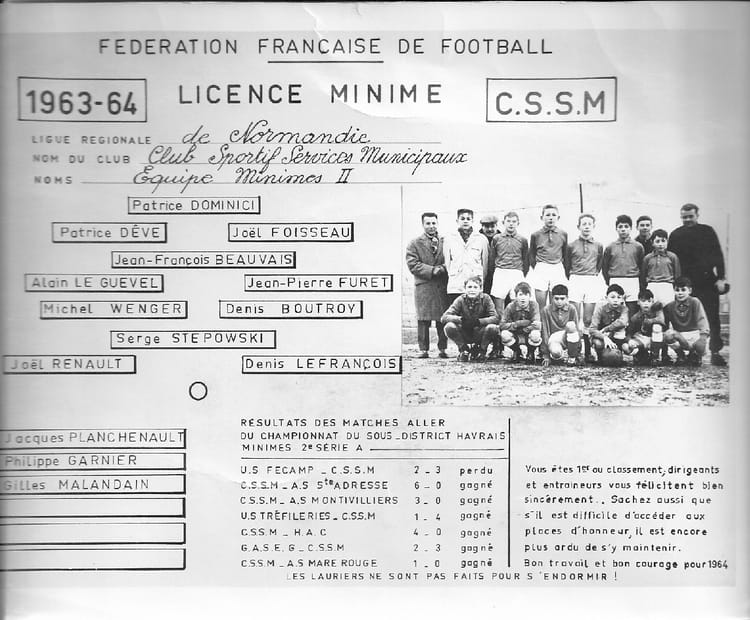 FEDERATION FRANCAISE DE FOOTBALL
1963-64
LICENCE MINIME
C.S.S.M
LIGUE REGIONALE de Normandie
NOM DU CLUB Club Sportif Services Municipaux
NOMS Equipe Minimes II
Patrice DOMINICI
Patrice DÊVE
Joël FOISSEAU
Jean-François BEAUVAIS
Alain LE GUEVEL
Jean-Pierre FURET
Michel WENGER
Denis BOUTROY
Serge STEPOWSKI
Joël RENAULT
Denis LEFRANÇOIS
Jacques PLANCHENAULT
Philippe GARNIER
Gilles MALANDAIN
RÉSULTATS DES MATCHES ALLER
DU CHAMPIONNAT DU SOUS-DISTRICT HAVRAIS
MINIMES 2e SÉRIE A
U.S FECAMP _ C.S.S.M 2 _ 3 perdu
C.S.S.M _ A.S Ste ADRESSE 6 _ 0 gagné
C.S.S.M _ A.S MONTIVILLIERS 3 _ 0 gagné
U.S TRÉFILERIES _ C.S.S.M 1 _ 4 gagné
C.S.S.M _ H.A.C 4 _ 0 gagné
G.A.S.E.G _ C.S.S.M 2 _ 3 gagné
C.S.S.M _ A.S MARE ROUGE 1 _ 0 gagné
Vous êtes 1er au classement, dirigeants
et entraineurs vous félicitent bien
sincèrement.. Sachez aussi que
s'il est difficile d'accéder aux
places d'honneur, il est encore
plus ardu de s'y maintenir.
Bon travail et bon courage pour 1964
LES LAURIERS NE SONT PAS FAITS POUR S'ENDORMIR !